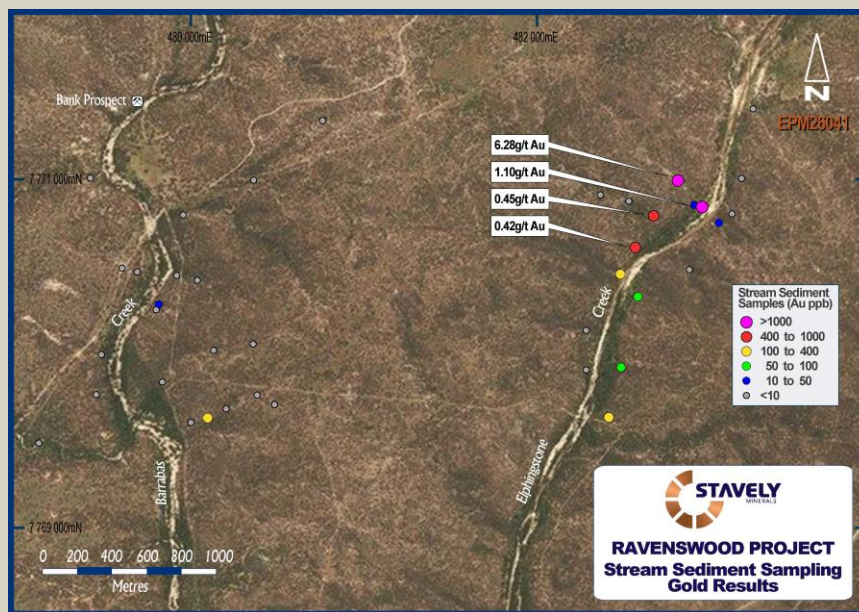 480 000mE
482 000mE
Bank Prospect
N
EPM26041
6.28g/t Au
7 771 000mN
1.10g/t Au
0.45g/t Au
0.42g/t Au
Creek
Creek
Stream Sediment
Samples (Au ppb)
>1000
400 to 1000
100 to 400
50 to 100
10 to 50
<10
Barrabas
Elphingstone
7 769 000mN
0 200 400 600 800 1000
Metres
STAVELY
MINERALS
RAVENSWOOD PROJECT
Stream Sediment Sampling
Gold Results